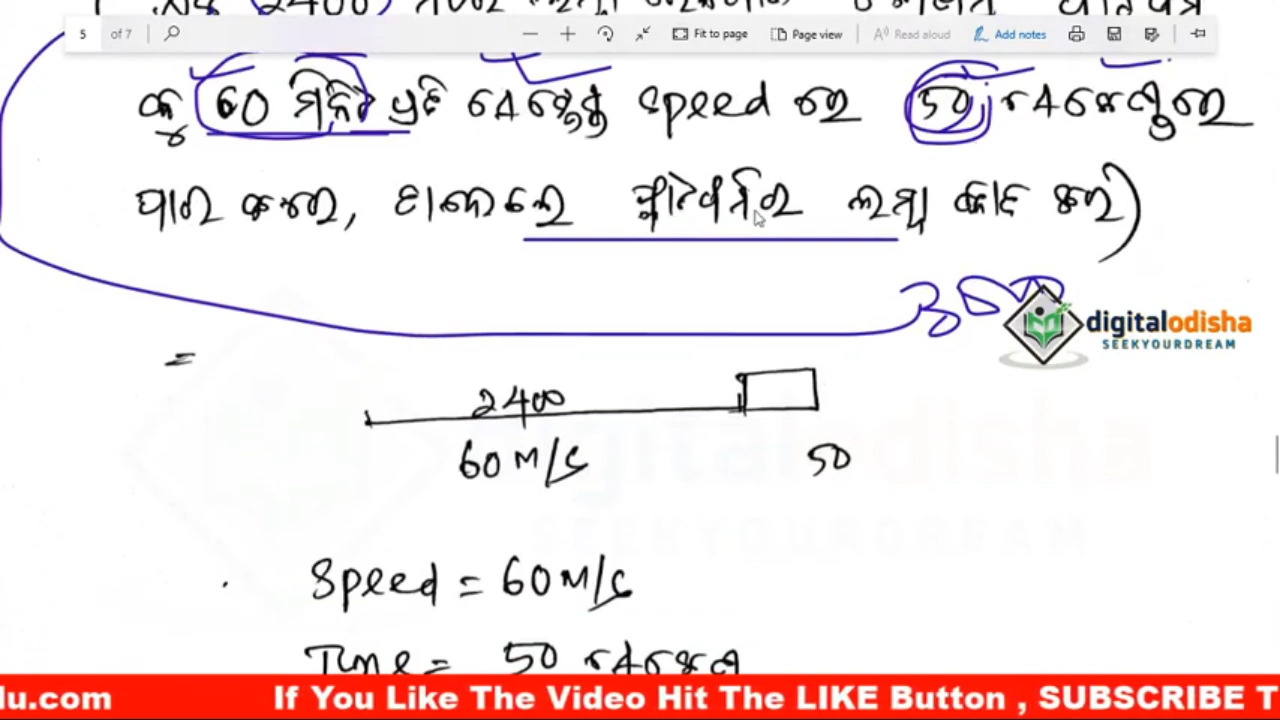 (2400)
5 of 7 Fit to page Page view Read aloud Add notes
କୁ 60 ମିଟର ପ୍ରତି ସେକେଣ୍ଡ speed ରେ 50 ସେକେଣ୍ଡରେ
ପାର କଲା, ତାହେଲେ ପ୍ଲାଟଫର୍ମର ଲମ୍ବା
digitalodisha
SEEKYOURDREAM
=
2400
60 M/S 50
Speed = 60 M/S
Time = 50 ସେକେଣ୍ଡ
du.com If You Like The Video Hit The LIKE Button , SUBSCRIBE T